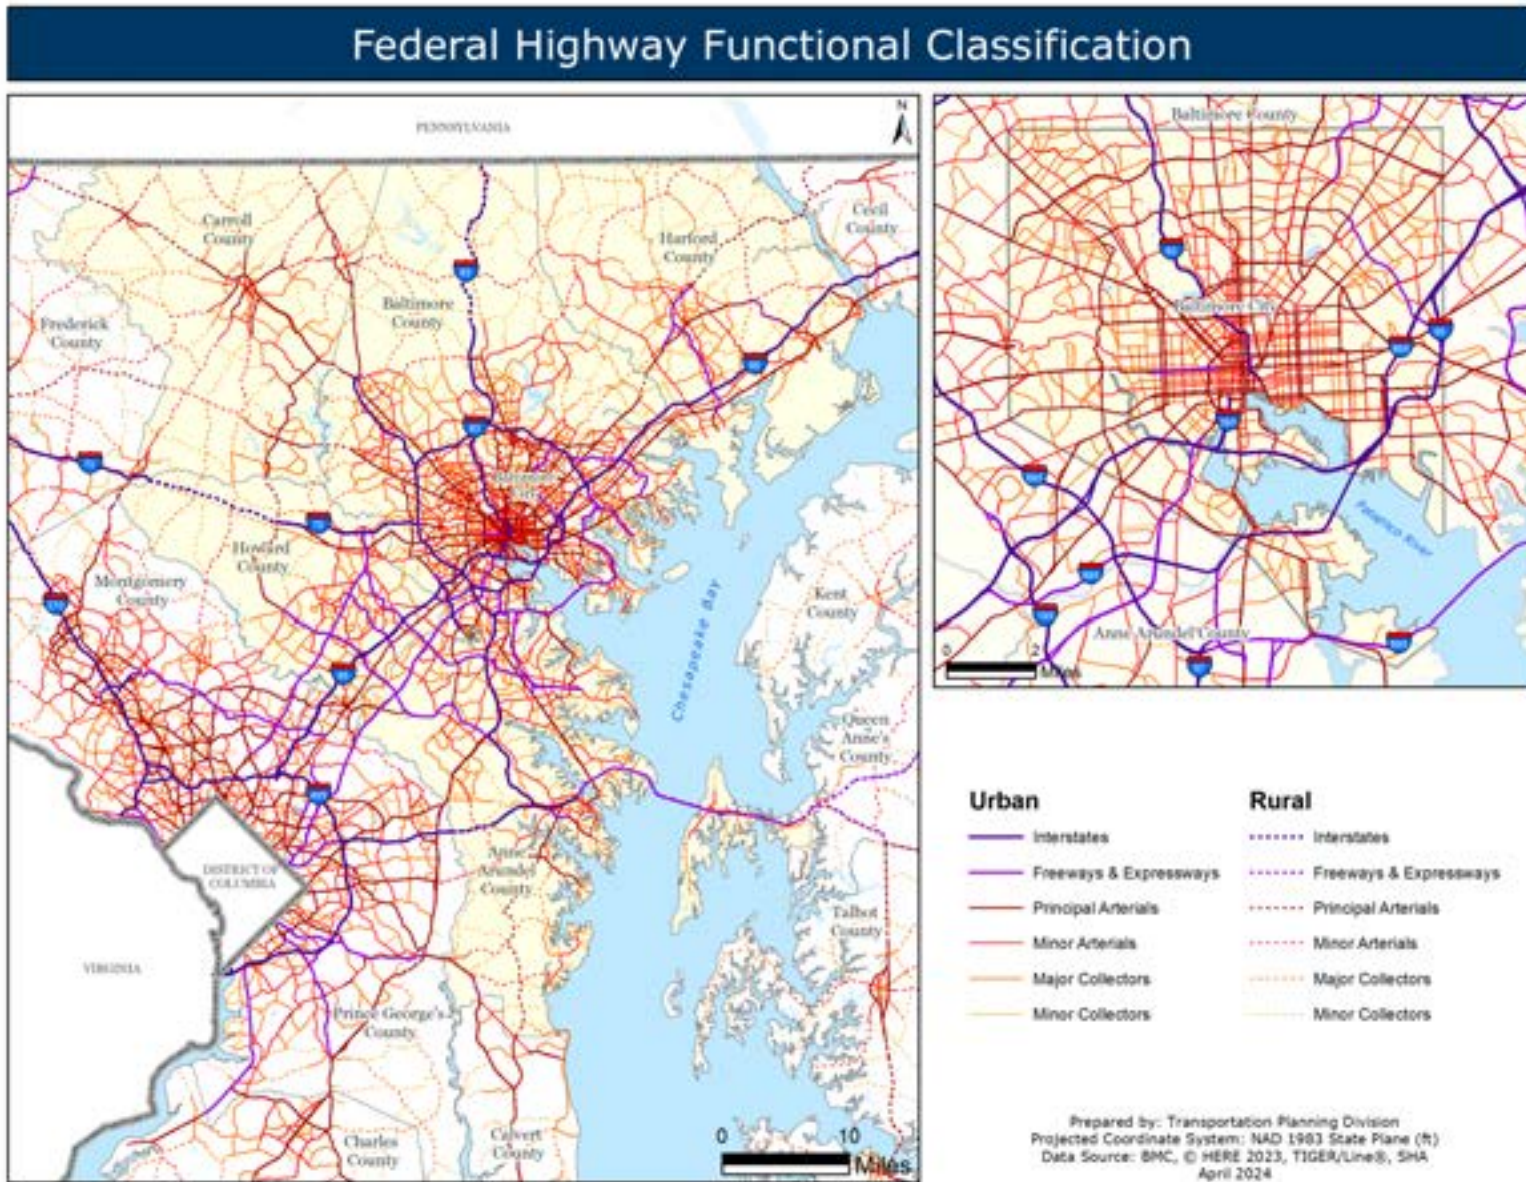 Federal Highway Functional Classification
PENNSYLVANIA
N
Carroll
County
Cecil
County
Harford
County
Baltimore
County
Frederick
County
Baltimore
City
Howard
County
Montgomery
County
Kent
County
Chesapeake Bay
Queen
Anne's
County
Anne
Arundel
County
DISTRICT OF
COLUMBIA
Talbot
County
VIRGINIA
Prince George's
County
Charles
County
Calvert
County
0 10
Miles
Baltimore County
Baltimore City
Patapsco River
Anne Arundel County
0 2
Miles
Urban
Interstates
Freeways & Expressways
Principal Arterials
Minor Arterials
Major Collectors
Minor Collectors
Rural
Interstates
Freeways & Expressways
Principal Arterials
Minor Arterials
Major Collectors
Minor Collectors
Prepared by: Transportation Planning Division
Projected Coordinate System: NAD 1983 State Plane (ft)
Data Source: BMC, © HERE 2023, TIGER/Line®, SHA
April 2024